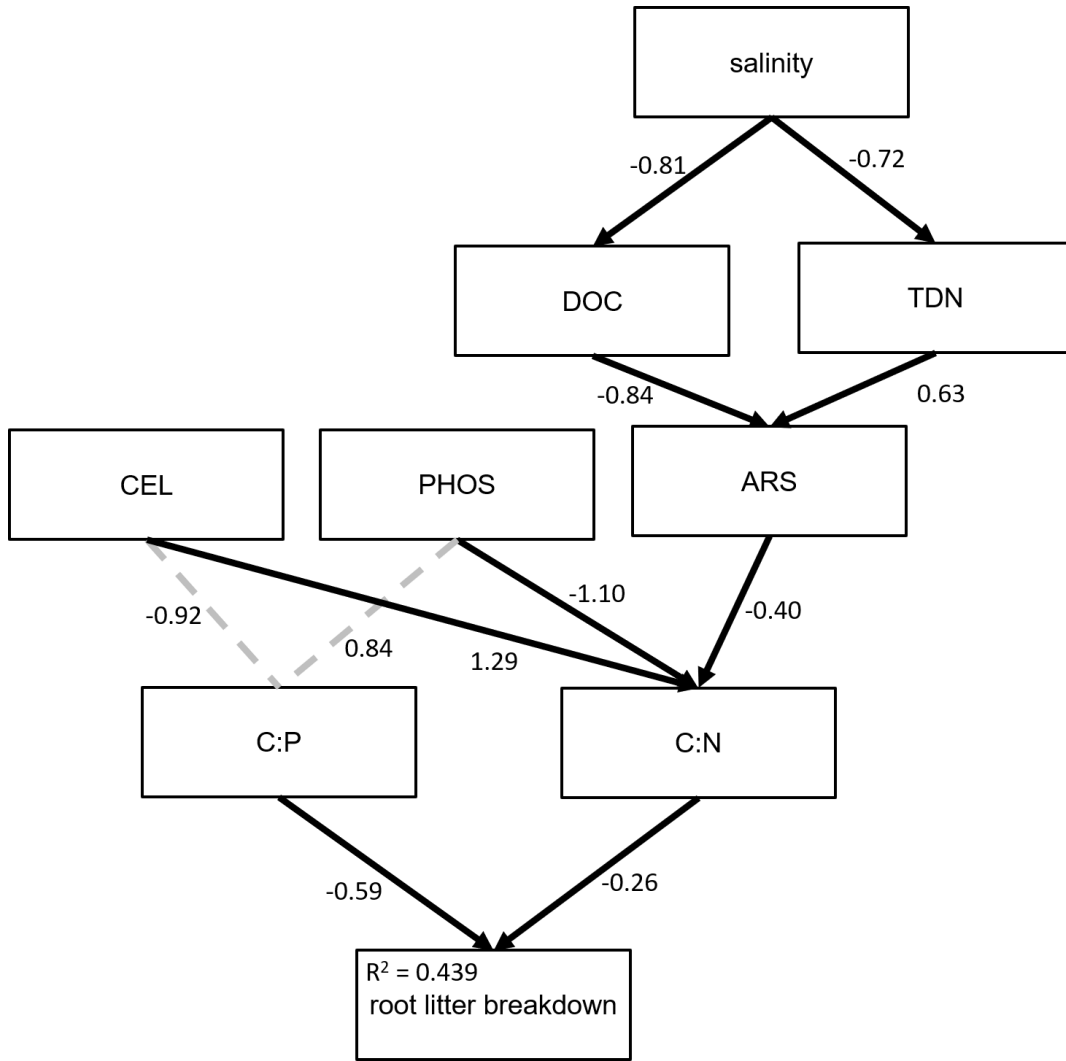 salinity
-0.81
-0.72
DOC
TDN
-0.84
0.63
CEL
PHOS
ARS
-0.92
0.84
1.29
-1.10
-0.40
C:P
C:N
-0.59
-0.26
R² = 0.439
root litter breakdown